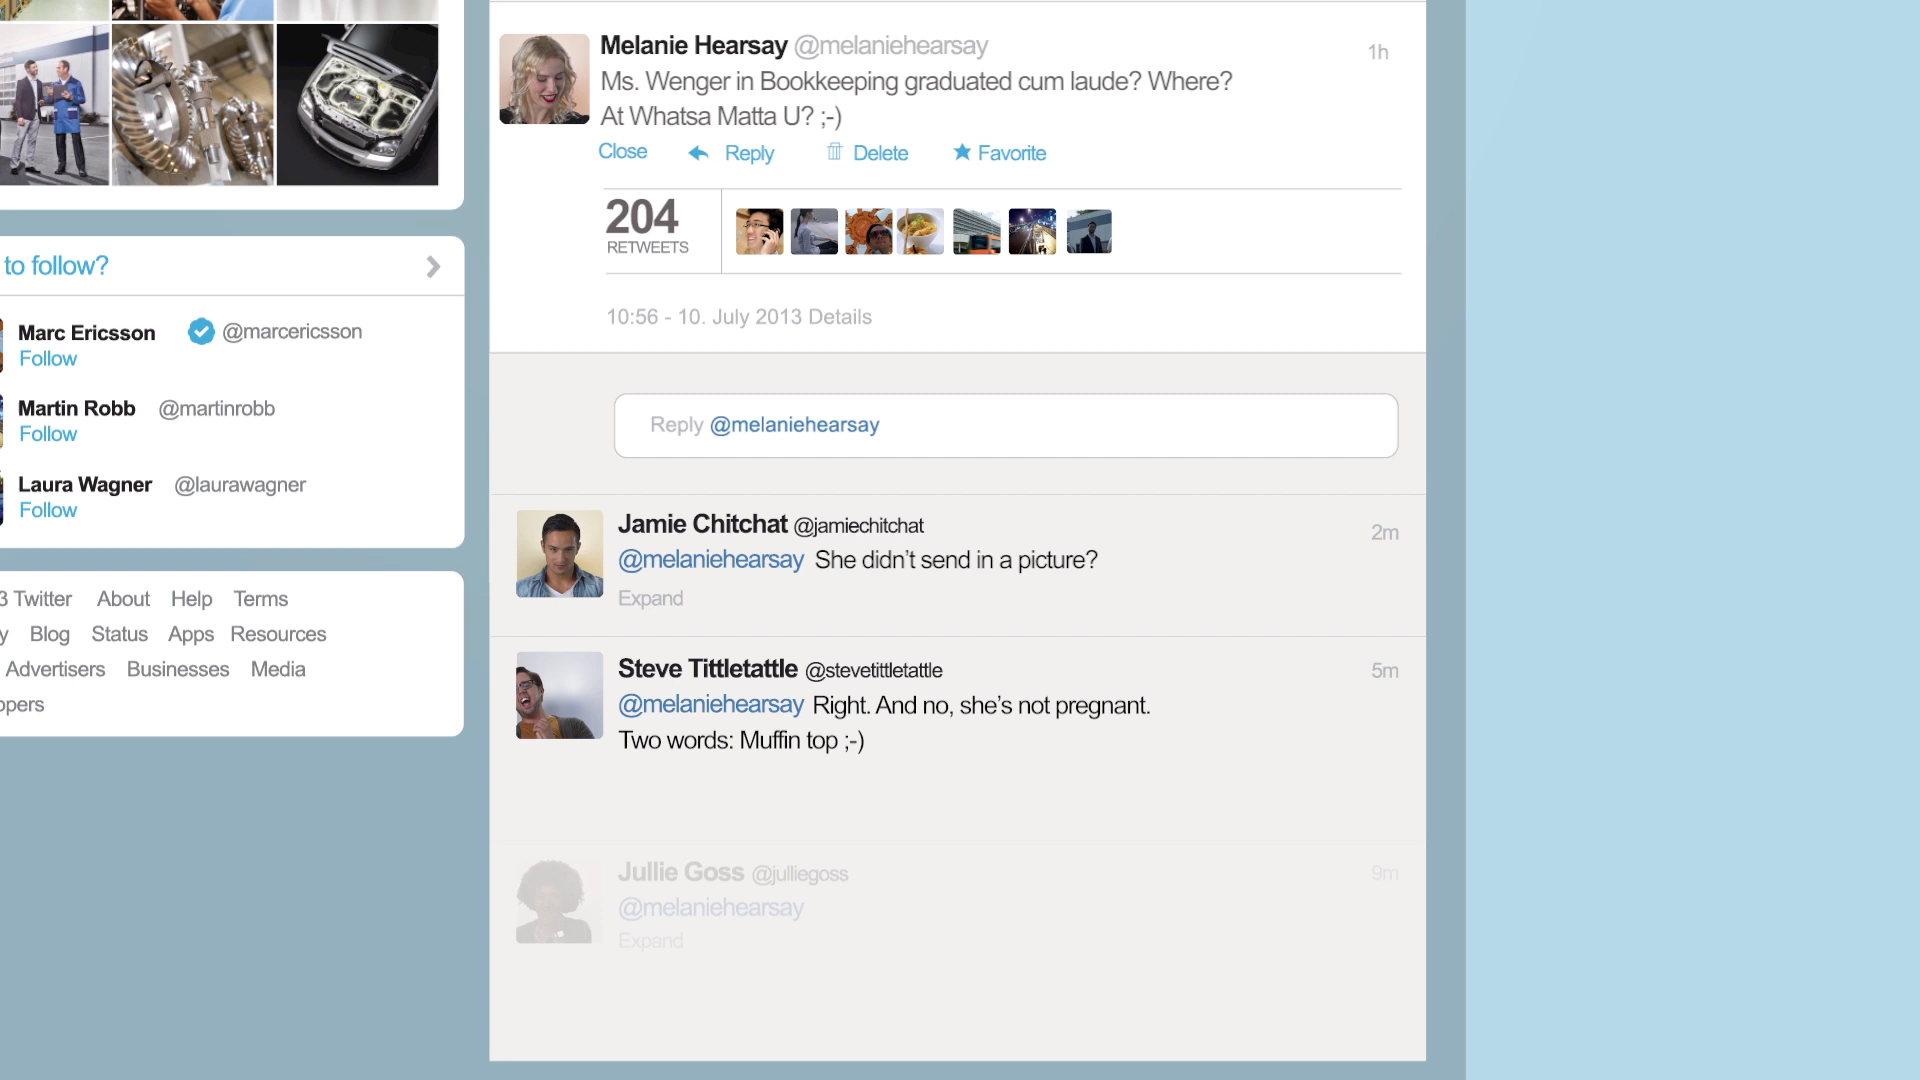 Melanie Hearsay @melaniehearsay 1h
Ms. Wenger in Bookkeeping graduated cum laude? Where?
At Whatsa Matta U? ;-)
Close Reply Delete Favorite
204
RETWEETS
10:56 - 10. July 2013 Details
Reply @melaniehearsay
Jamie Chitchat @jamiechitchat 2m
@melaniehearsay She didn’t send in a picture?
Expand
Steve Tittletattle @stevetittletattle 5m
@melaniehearsay Right. And no, she’s not pregnant.
Two words: Muffin top ;-)
Jullie Goss @julliegoss 9m
@melaniehearsay
Expand
to follow?
Marc Ericsson @marcericsson
Follow
Martin Robb @martinrobb
Follow
Laura Wagner @laurawagner
Follow
3 Twitter About Help Terms
y Blog Status Apps Resources
Advertisers Businesses Media
opers